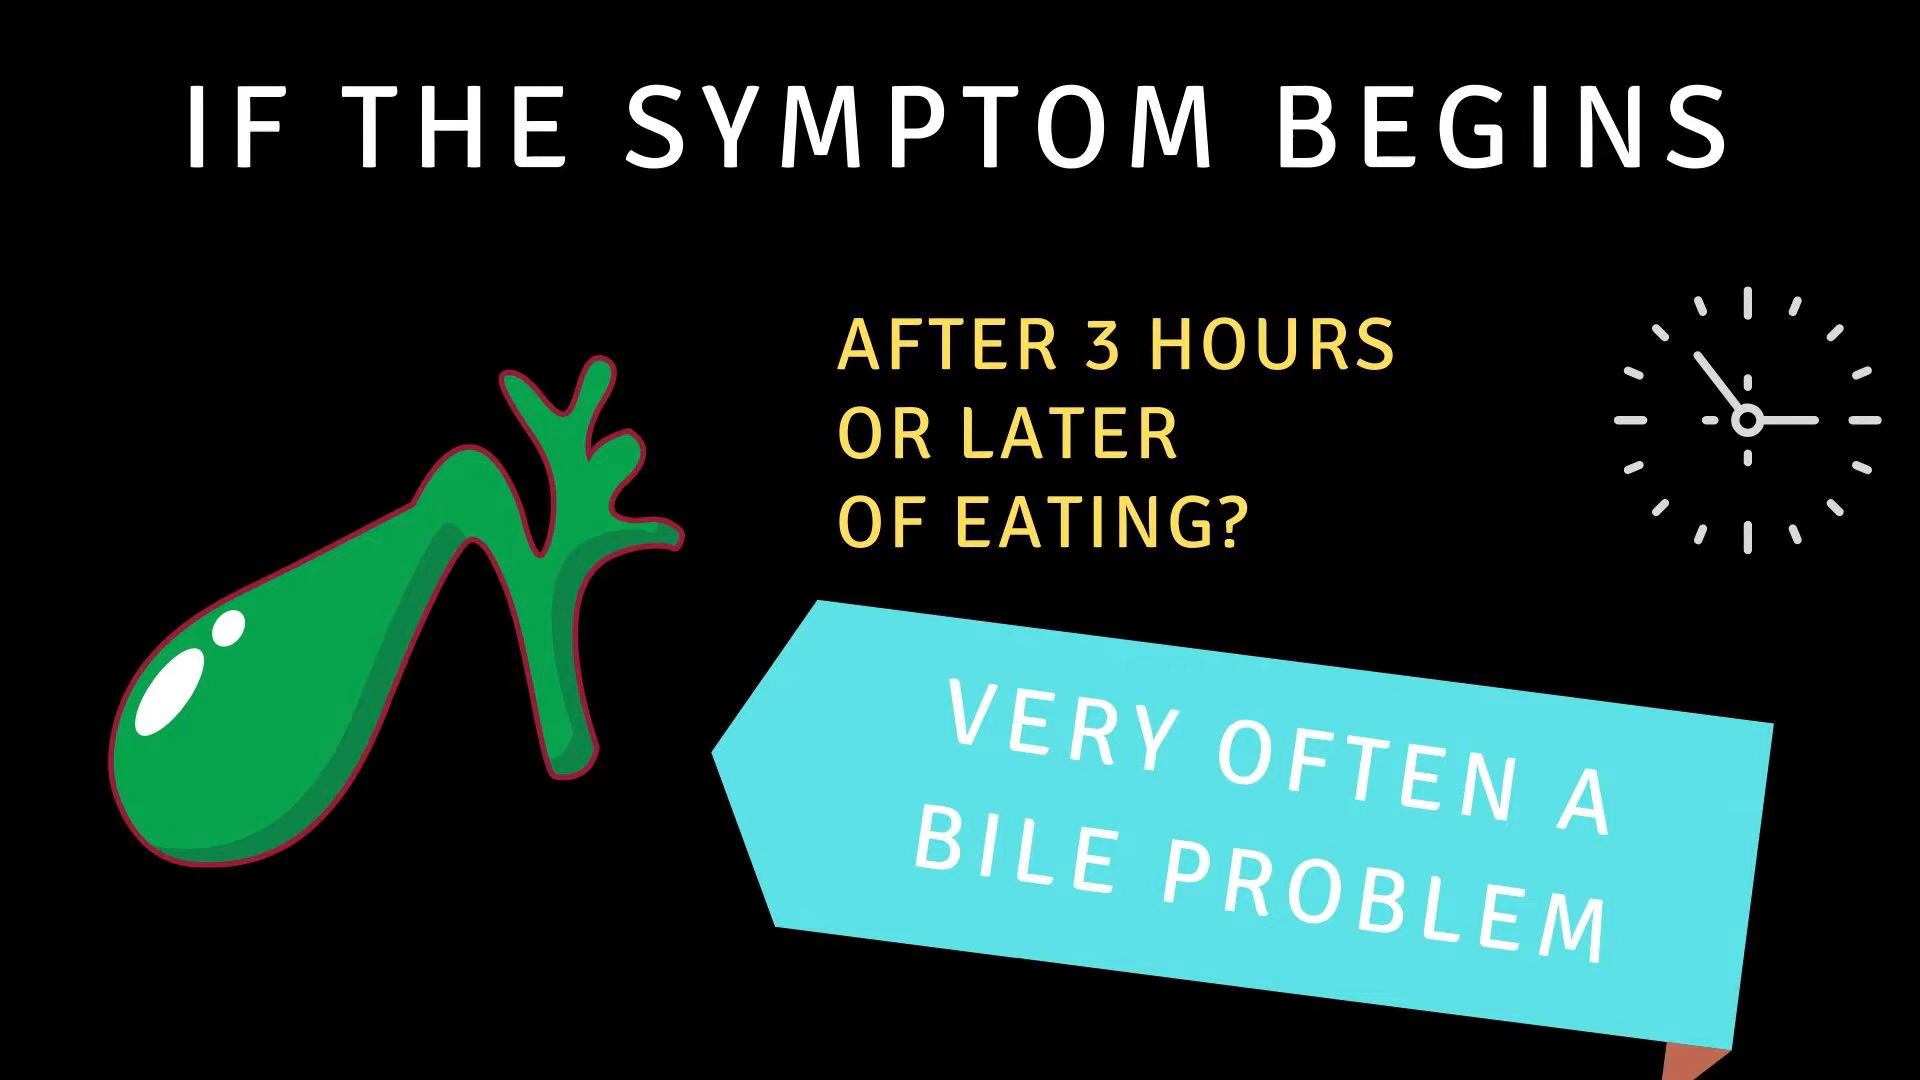 IF THE SYMPTOM BEGINS
AFTER 3 HOURS
OR LATER
OF EATING?
VERY OFTEN A
BILE PROBLEM